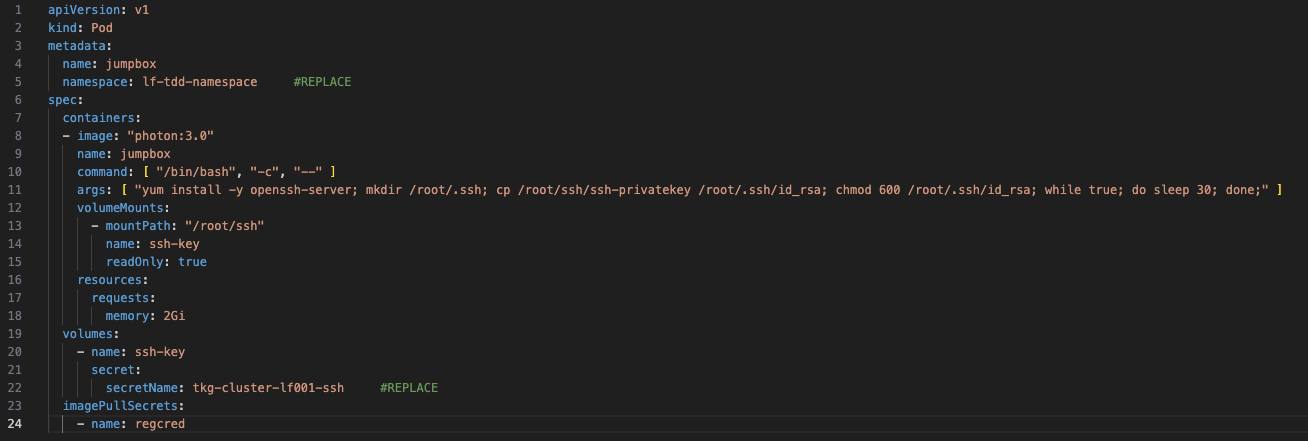 1 apiVersion: v1
2 kind: Pod
3 metadata:
4   name: jumpbox
5   namespace: lf-tdd-namespace     #REPLACE
6 spec:
7   containers:
8   - image: "photon:3.0"
9     name: jumpbox
10     command: [ "/bin/bash", "-c", "--" ]
11     args: [ "yum install -y openssh-server; mkdir /root/.ssh; cp /root/ssh/ssh-privatekey /root/.ssh/id_rsa; chmod 600 /root/.ssh/id_rsa; while true; do sleep 30; done;" ]
12     volumeMounts:
13       - mountPath: "/root/ssh"
14         name: ssh-key
15         readOnly: true
16     resources:
17       requests:
18         memory: 2Gi
19   volumes:
20     - name: ssh-key
21       secret:
22         secretName: tkg-cluster-lf001-ssh     #REPLACE
23   imagePullSecrets:
24     - name: regcred